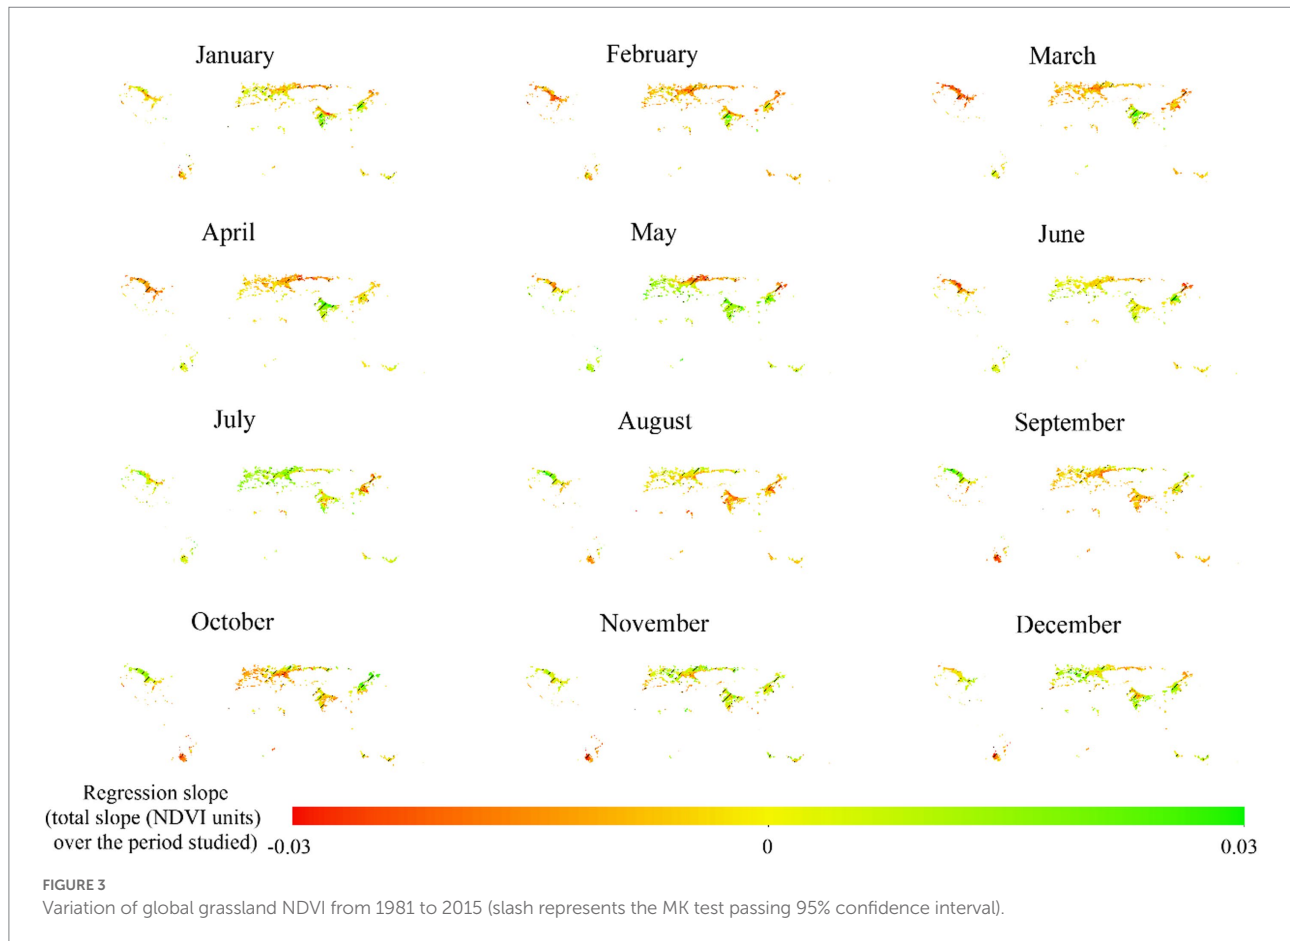 January
February
March
April
May
June
July
August
September
October
November
December
Regression slope
(total slope (NDVI units)
over the period studied)
-0.03
0
0.03
FIGURE 3
Variation of global grassland NDVI from 1981 to 2015 (slash represents the MK test passing 95% confidence interval).